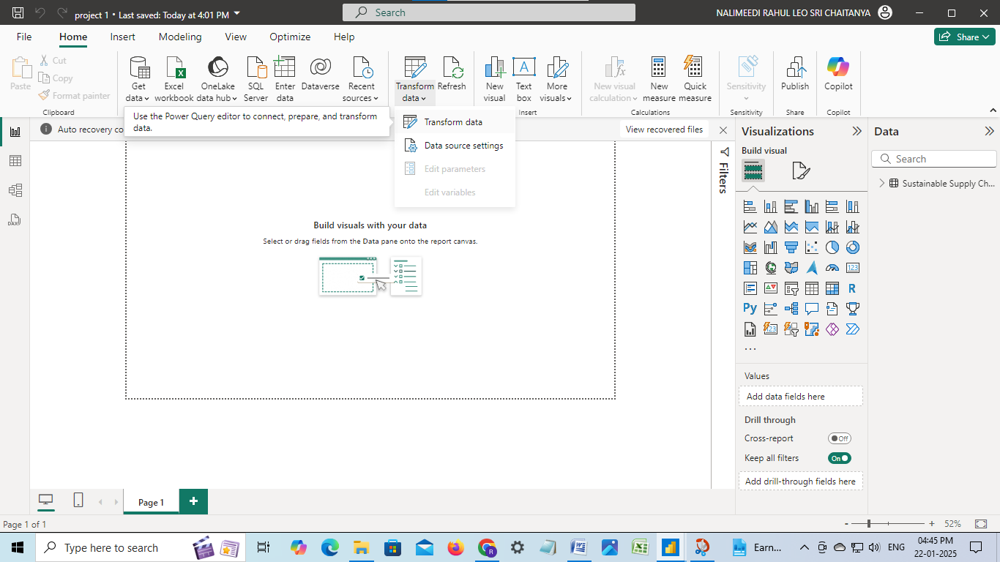 project 1 • Last saved: Today at 4:01 PM
Search
NALIMEEDI RAHUL LEO SRI CHAITANYA
File
Home
Insert
Modeling
View
Optimize
Help
Share
Paste
Cut
Copy
Format painter
Clipboard
Get
data
Excel
workbook
OneLake
data hub
SQL
Server
Enter
data
Dataverse
Recent
sources
Transform
data
Refresh
New
visual
Text
box
More
visuals
Insert
New visual
calculation
New
measure
Quick
measure
Calculations
Sensitivity
Sensitivity
Publish
Share
Copilot
Copilot
Use the Power Query editor to connect, prepare, and transform
data.
Transform data
Data source settings
Edit parameters
Edit variables
Auto recovery co
View recovered files
Filters
Build visuals with your data
Select or drag fields from the Data pane onto the report canvas.
Visualizations
Build visual
Values
Add data fields here
Drill through
Cross-report
Off
Keep all filters
On
Add drill-through fields here
Data
Search
Sustainable Supply Ch...
Page 1
Page 1 of 1
52%
Type here to search
Earn...
ENG
04:45 PM
22-01-2025